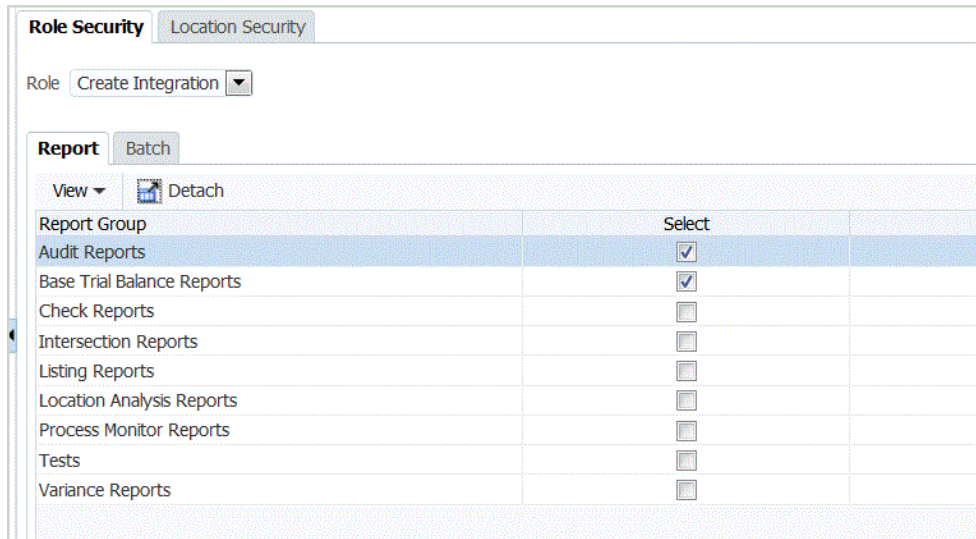 Role Security Location Security
Role Create Integration
Report Batch
View Detach
Report Group Select
Audit Reports
Base Trial Balance Reports
Check Reports
Intersection Reports
Listing Reports
Location Analysis Reports
Process Monitor Reports
Tests
Variance Reports